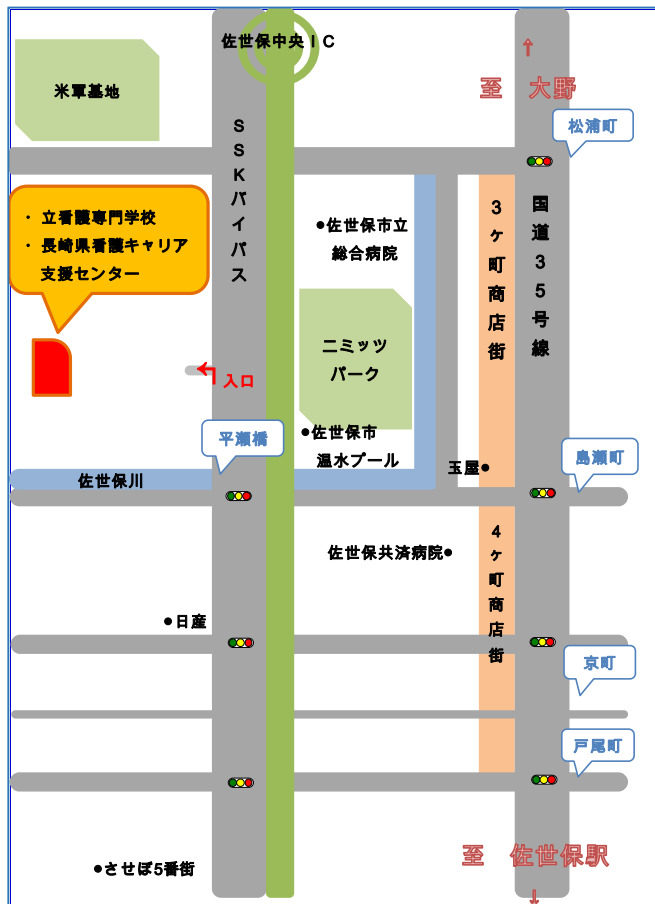 佐世保中央IC
米軍基地
至 大野
松浦町
SSKバイパス
・ 立看護専門学校
・ 長崎県看護キャリア
支援センター
●佐世保市立
総合病院
3ヶ町商店街
国道35号線
ニミッツ
パーク
入口
平瀬橋
●佐世保市
温水プール
玉屋●
島瀬町
佐世保川
佐世保共済病院●
4ヶ町商店街
●日産
京町
戸尾町
至 佐世保駅
●させぼ5番街